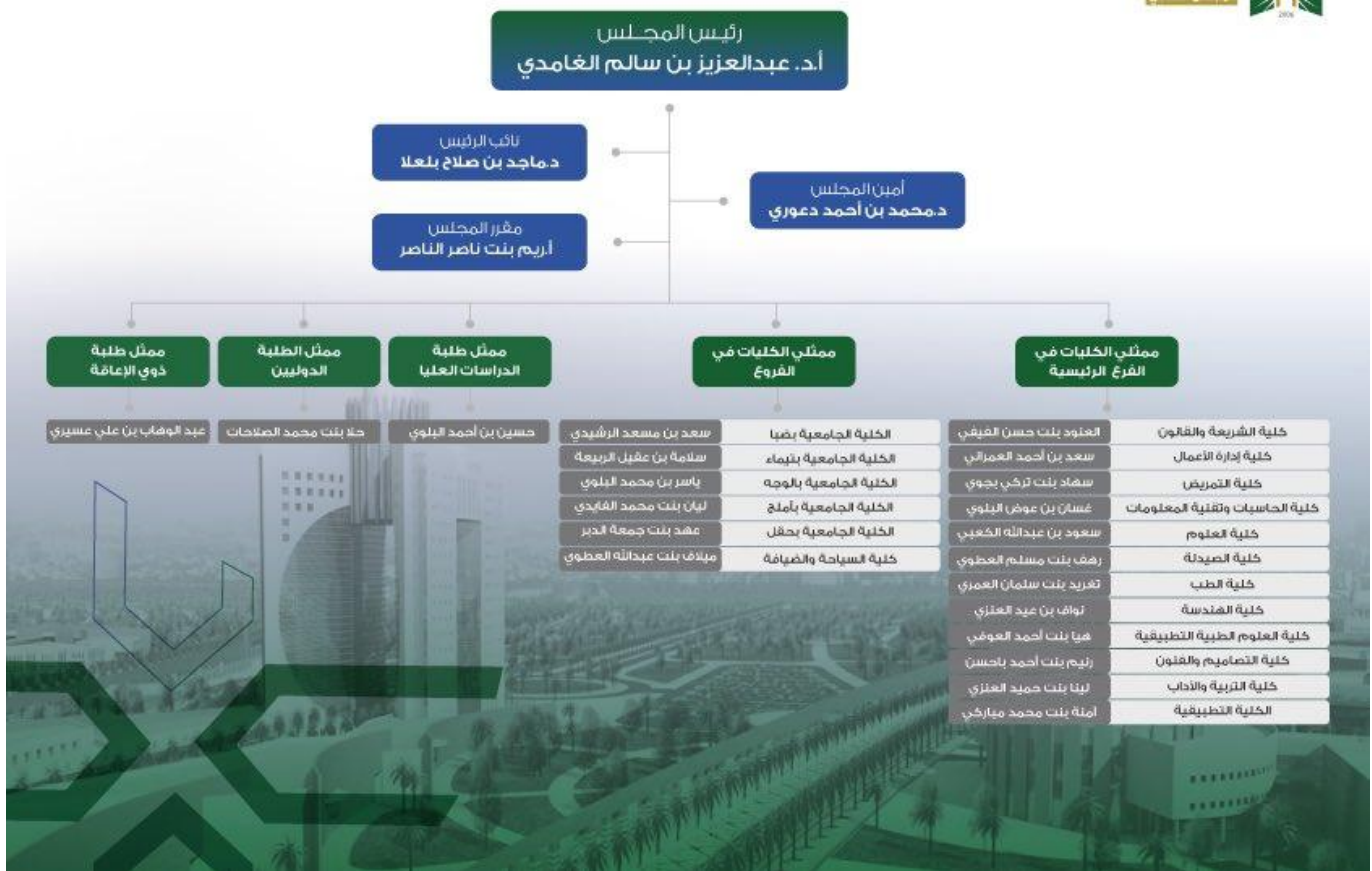 2006
رئيس المجلس
أ.د. عبدالعزيز بن سالم الغامدي
نائب الرئيس
د.ماجد بن صلاح بلعلا
أمين المجلس
د.محمد بن أحمد دعوري
مقرر المجلس
أ.ريم بنت ناصر الناصر
ممثلي الكليات في
الفرع الرئيسية
كلية الشريعة والقانون العنود بنت حسن الفيفي
كلية إدارة الأعمال سعد بن أحمد العمراني
كلية التمريض سهاد بنت تركي بجوي
كلية الحاسبات وتقنية المعلومات غسان بن عوض البلوي
كلية العلوم سعود بن عبدالله الكعبي
كلية الصيدلة رهف بنت مسلم العطوي
كلية الطب تغريد بنت سلمان العمري
كلية الهندسة نواف بن عيد العنزي
كلية العلوم الطبية التطبيقية هيا بنت أحمد العوفي
كلية التصاميم والفنون رنيم بنت أحمد باحسن
كلية التربية والآداب لينا بنت حميد العنزي
الكلية التطبيقية امنة بنت محمد مباركي
ممثلي الكليات في
الفروع
الكلية الجامعية بضبا سعد بن مسعد الرشيدي
الكلية الجامعية بتيماء سلامة بن عقيل الربيعة
الكلية الجامعية بالوجه ياسر بن محمد البلوي
الكلية الجامعية بأملج ليان بنت محمد الفايدي
الكلية الجامعية بحقل عهد بنت جمعة الدبر
كلية السياحة والضيافة ميلاف بنت عبدالله العطوي
ممثل طلبة
الدراسات العليا
حسين بن أحمد البلوي
ممثل الطلبة
الدوليين
حلا بنت محمد الصلاحات
ممثل طلبة
ذوي الإعاقة
عبد الوهاب بن علي عسيري